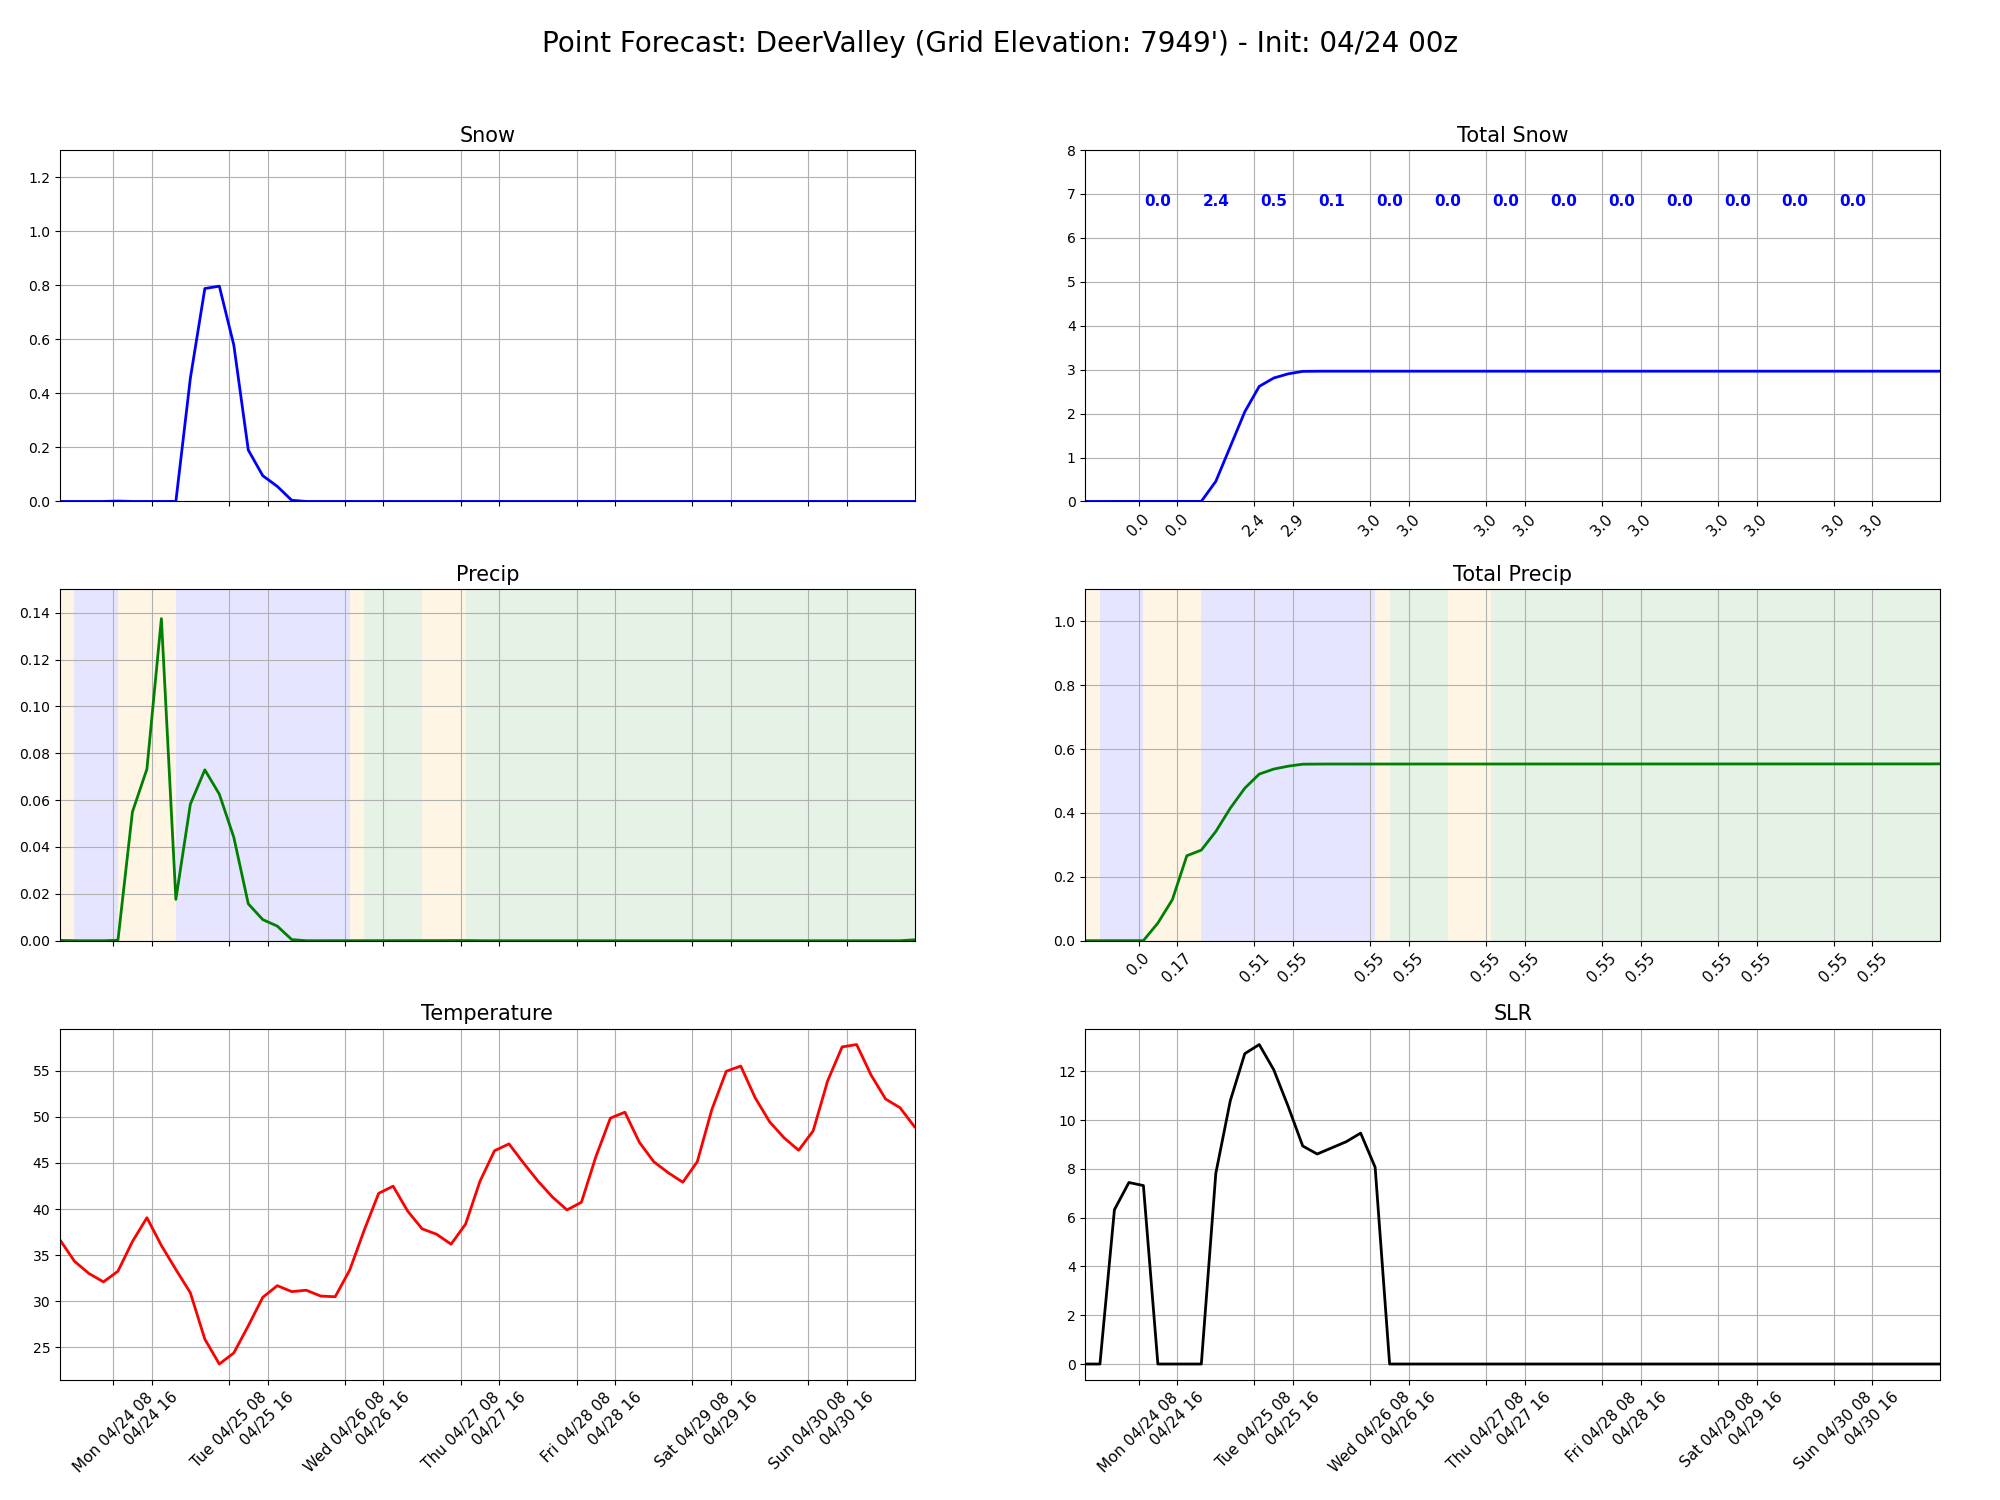 Point Forecast: DeerValley (Grid Elevation: 7949') - Init: 04/24 00z
Snow
1.2
1.0
0.8
0.6
0.4
0.2
0.0
Total Snow
8
7
6
5
4
3
2
1
0
0.0 2.4 0.5 0.1 0.0 0.0 0.0 0.0 0.0 0.0 0.0 0.0 0.0
0.0 0.0 2.4 2.9 3.0 3.0 3.0 3.0 3.0 3.0 3.0 3.0 3.0 3.0
Precip
0.14
0.12
0.10
0.08
0.06
0.04
0.02
0.00
Total Precip
1.0
0.8
0.6
0.4
0.2
0.0
0.0 0.17 0.51 0.55 0.55 0.55 0.55 0.55 0.55 0.55 0.55 0.55 0.55 0.55
Temperature
55
50
45
40
35
30
25
Mon 04/24 08
04/24 16
Tue 04/25 08
04/25 16
Wed 04/26 08
04/26 16
Thu 04/27 08
04/27 16
Fri 04/28 08
04/28 16
Sat 04/29 08
04/29 16
Sun 04/30 08
04/30 16
SLR
12
10
8
6
4
2
0
Mon 04/24 08
04/24 16
Tue 04/25 08
04/25 16
Wed 04/26 08
04/26 16
Thu 04/27 08
04/27 16
Fri 04/28 08
04/28 16
Sat 04/29 08
04/29 16
Sun 04/30 08
04/30 16